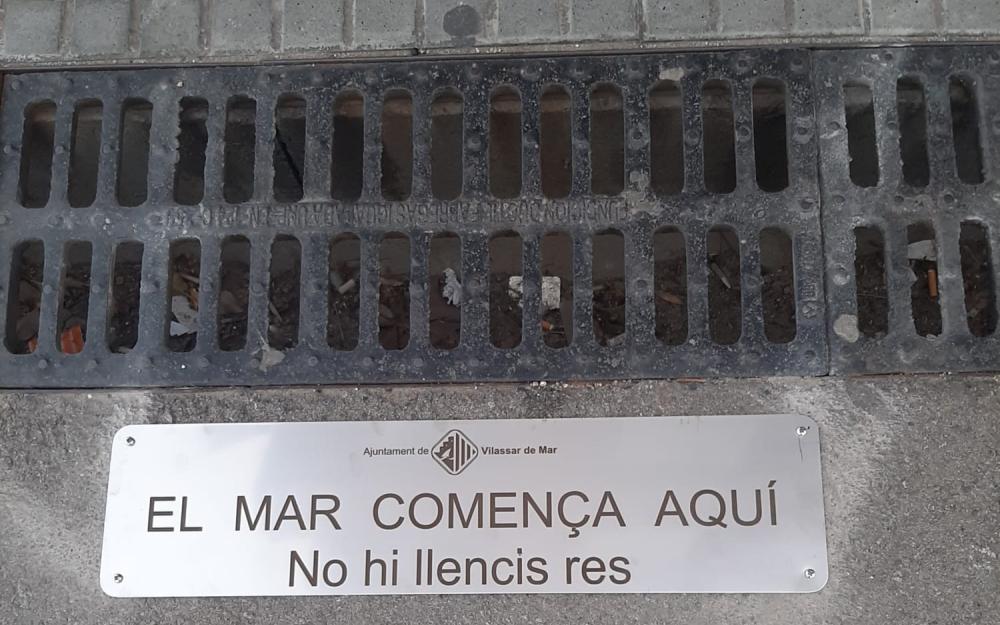 Ajuntament de Vilassar de Mar
EL MAR COMENÇA AQUÍ
No hi llencis res